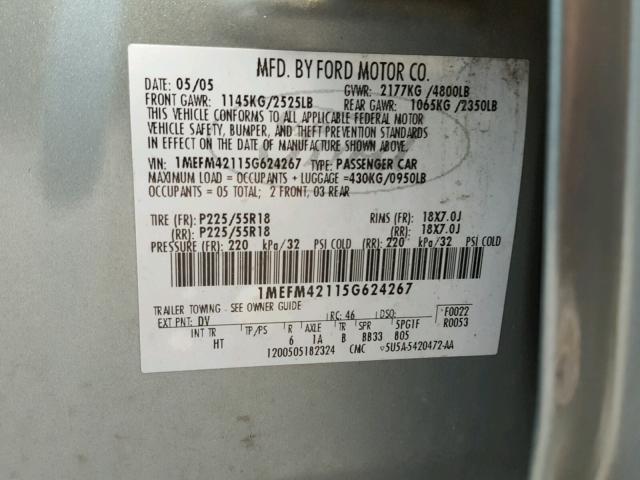 MFD. BY FORD MOTOR CO.
DATE: 05/05 GVWR: 2177KG /4800LB
FRONT GAWR: 1145KG/2525LB REAR GAWR: 1065KG/2350LB
THIS VEHICLE CONFORMS TO ALL APPLICABLE FEDERAL MOTOR
VEHICLE SAFETY, BUMPER, AND THEFT PREVENTION STANDARDS
IN EFFECT ON THE DATE OF MANUFACTURE SHOWN ABOVE.
VIN: 1MEFM42115G624267 TYPE: PASSENGER CAR
MAXIMUM LOAD = OCCUPANTS + LUGGAGE =430KG/0950LB
OCCUPANTS = 05 TOTAL; 2 FRONT, 03 REAR
TIRE (FR): P225/55R18 RIMS (FR): 18X7.0J
(RR): P225/55R18 (RR): 18X7.0J
PRESSURE (FR): 220 kPa/32 PSI COLD (RR): 220 kPa/32 PSI COLD
1MEFM42115G624267
TRAILER TOWING - SEE OWNER GUIDE
EXT PNT: DV RC: 46 DSO: F0022
R0053
INT TR TP/PS R AXLE TR SPR 5PG1F
HT 6 1A B BB33 B05
1200505182324 CMC v5U5A-5420472-AA